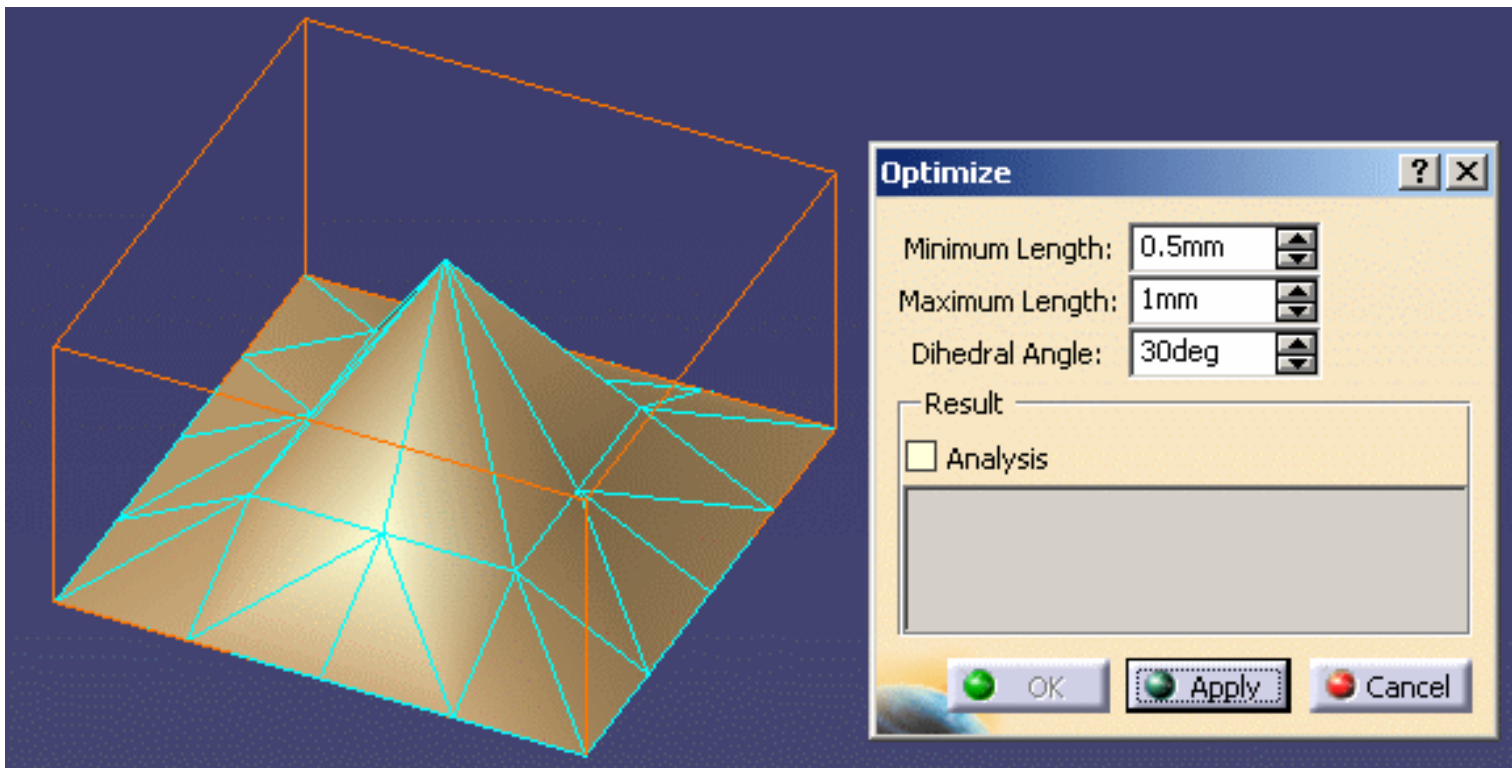 Optimize
Minimum Length: 0.5mm
Maximum Length: 1mm
Dihedral Angle: 30deg
Result
Analysis
OK Apply Cancel